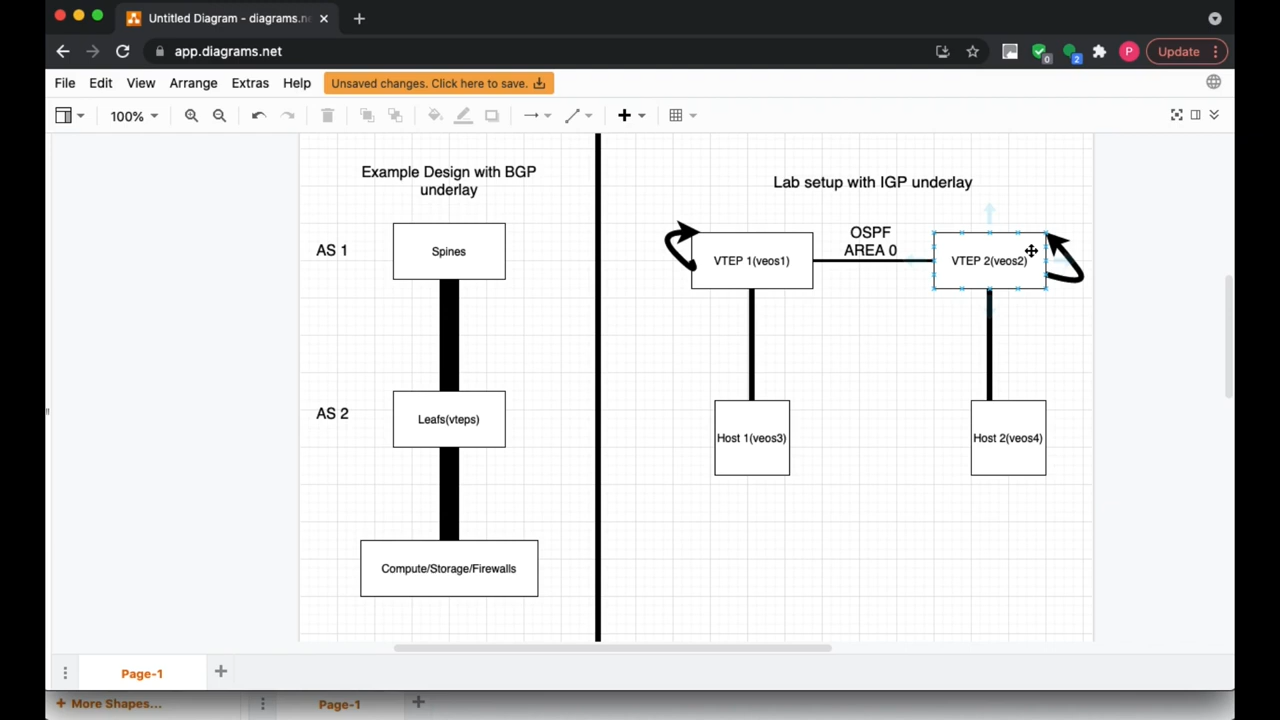 Untitled Diagram - diagrams.n
app.diagrams.net
P
Update
0
2
File Edit View Arrange Extras Help Unsaved changes. Click here to save.
100%
Example Design with BGP
underlay
AS 1
Spines
AS 2
Leafs(vteps)
Compute/Storage/Firewalls
Lab setup with IGP underlay
OSPF
AREA 0
VTEP 1(veos1)
VTEP 2(veos2)
Host 1(veos3)
Host 2(veos4)
Page-1
More Shapes...
Page-1